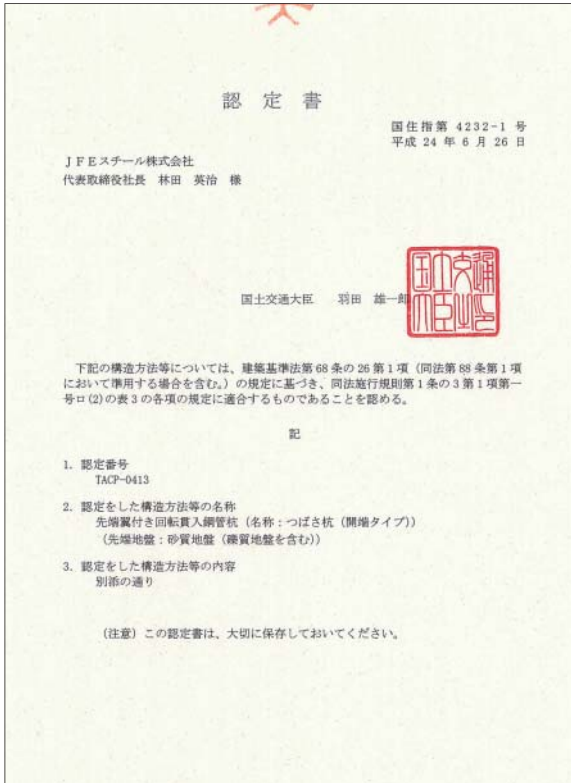 認定書
国住指第 4232-1 号
平成 24 年 6 月 26 日
JFEスチール株式会社
代表取締役社長 林田 英治 様
国土交通大臣 羽田 雄一郎
下記の構造方法等については、建築基準法第68条の26第1項（同法第88条第1項
において準用する場合を含む。）の規定に基づき、同法施行規則第1条の3第1項第一
号ロ(2)の表3の各項の規定に適合するものであることを認める。
記
1. 認定番号
TACP-0413
2. 認定をした構造方法等の名称
先端翼付き回転貫入鋼管杭（名称：つばさ杭（開端タイプ））
（先端地盤：砂質地盤（礫質地盤を含む））
3. 認定をした構造方法等の内容
別添の通り
（注意）この認定書は、大切に保存しておいてください。